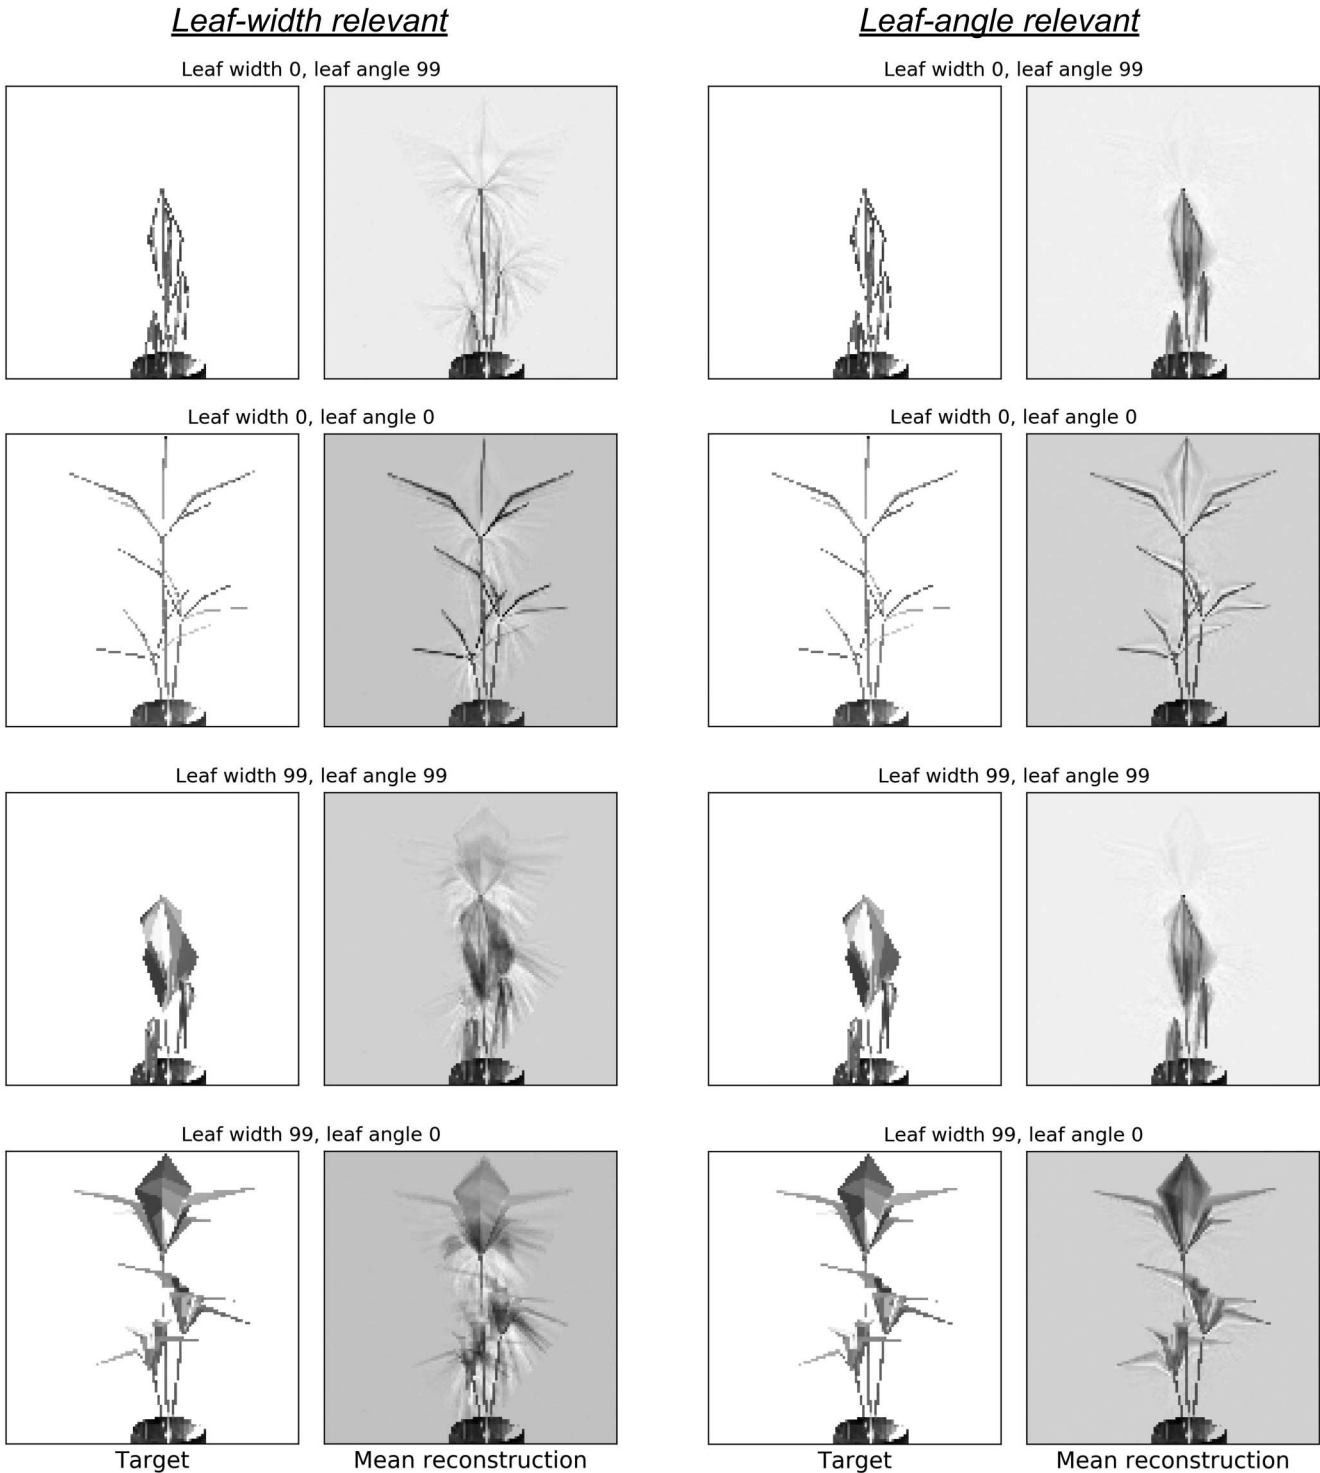 Leaf-width relevant
Leaf-angle relevant
Leaf width 0, leaf angle 99
Leaf width 0, leaf angle 99
Leaf width 0, leaf angle 0
Leaf width 0, leaf angle 0
Leaf width 99, leaf angle 99
Leaf width 99, leaf angle 99
Leaf width 99, leaf angle 0
Leaf width 99, leaf angle 0
Target
Mean reconstruction
Target
Mean reconstruction